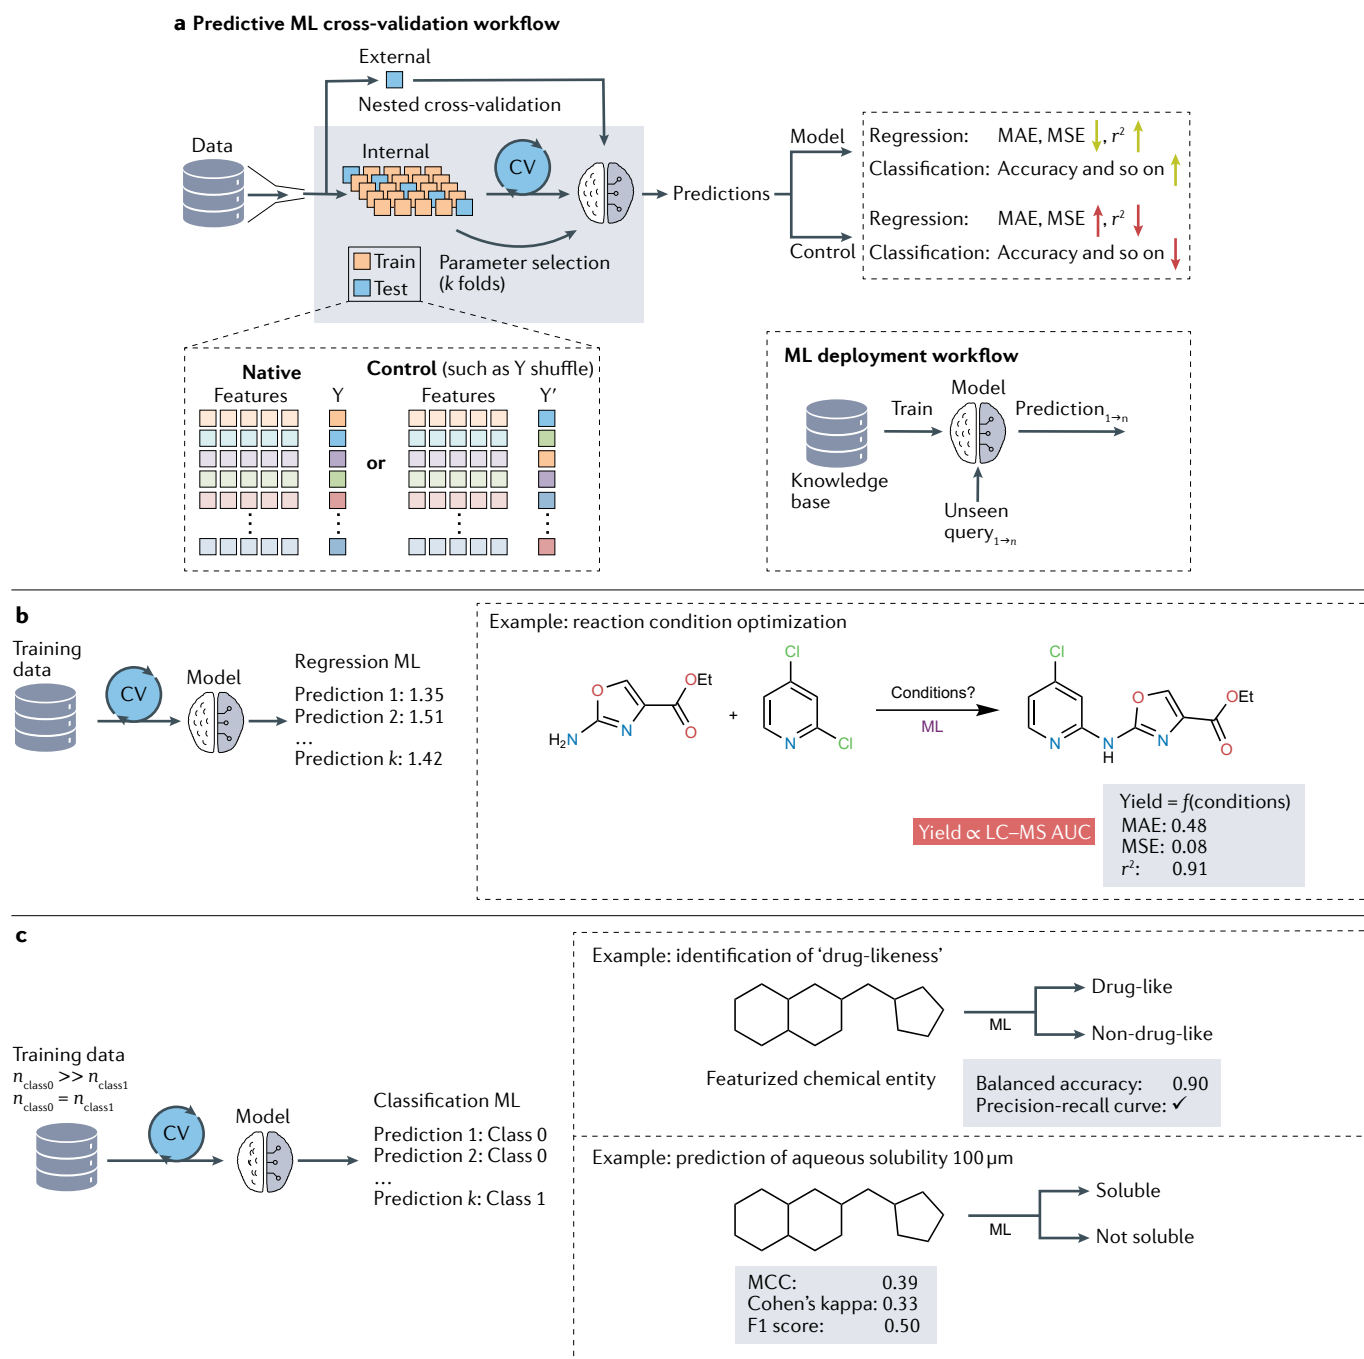 a Predictive ML cross-validation workflow
External
Nested cross-validation
Data
Internal
CV
Train
Test
Parameter selection
(k folds)
Predictions
Model
Control
Regression: MAE, MSE ↓, r² ↑
Classification: Accuracy and so on ↑
Regression: MAE, MSE ↑, r² ↓
Classification: Accuracy and so on ↓
Native
Features Y
or
Control (such as Y shuffle)
Features Y′
ML deployment workflow
Model
Train
Prediction1→n
Knowledge
base
Unseen
query1→n
b
Training
data
CV
Model
Regression ML
Prediction 1: 1.35
Prediction 2: 1.51
...
Prediction k: 1.42
Example: reaction condition optimization
H2N
O
N
OEt
O
+
Cl
N
Cl
Conditions?
ML
Cl
N
N
H
O
N
OEt
O
Yield ∝ LC–MS AUC
Yield = f(conditions)
MAE: 0.48
MSE: 0.08
r²: 0.91
c
Training data
nclass0 >> nclass1
nclass0 = nclass1
CV
Model
Classification ML
Prediction 1: Class 0
Prediction 2: Class 0
...
Prediction k: Class 1
Example: identification of ‘drug-likeness’
ML
Drug-like
Non-drug-like
Featurized chemical entity
Balanced accuracy: 0.90
Precision-recall curve: ✓
Example: prediction of aqueous solubility 100 µm
ML
Soluble
Not soluble
MCC: 0.39
Cohen’s kappa: 0.33
F1 score: 0.50